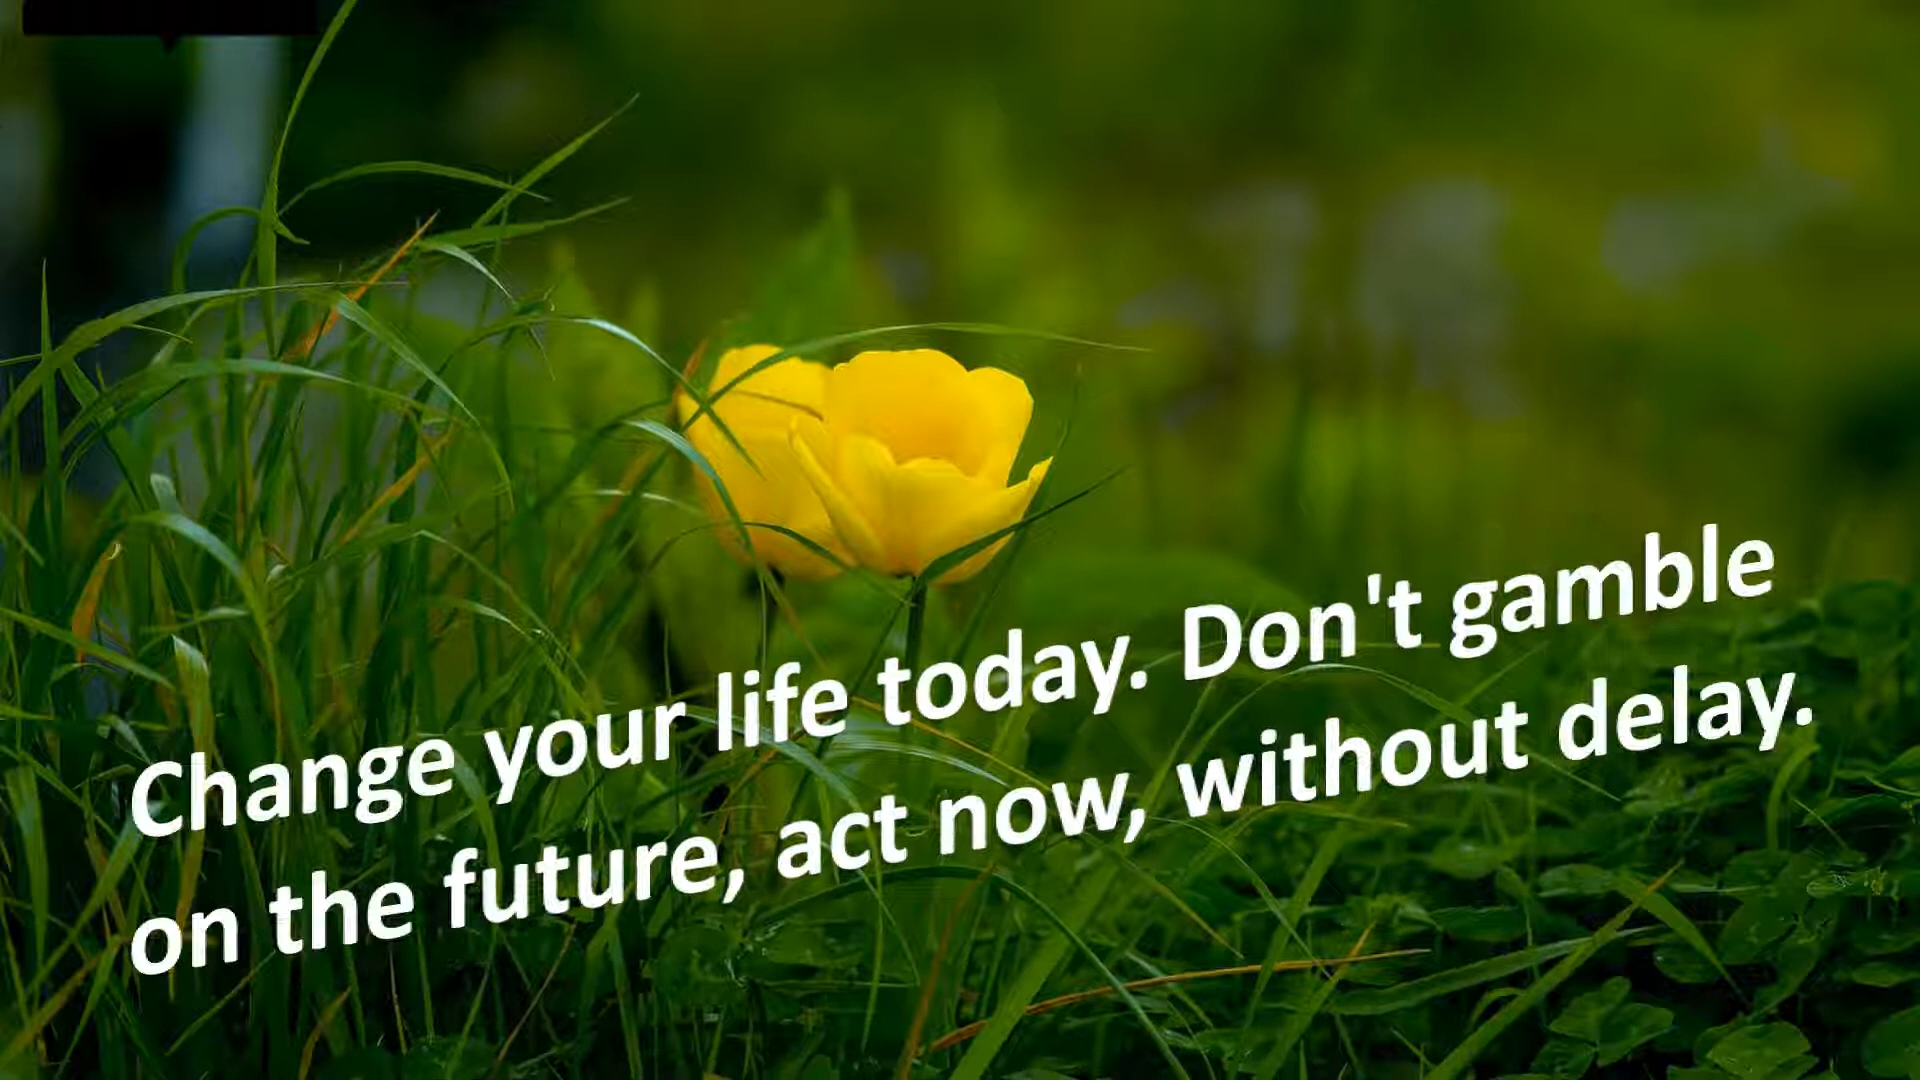 Change your life today. Don't gamble
on the future, act now, without delay.